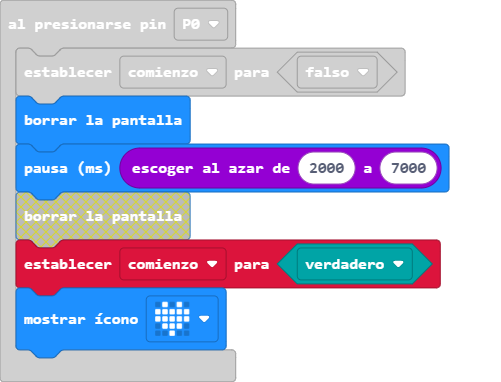 al presionarse pin P0
establecer comienzo para falso
borrar la pantalla
pausa (ms) escoger al azar de 2000 a 7000
borrar la pantalla
establecer comienzo para verdadero
mostrar ícono